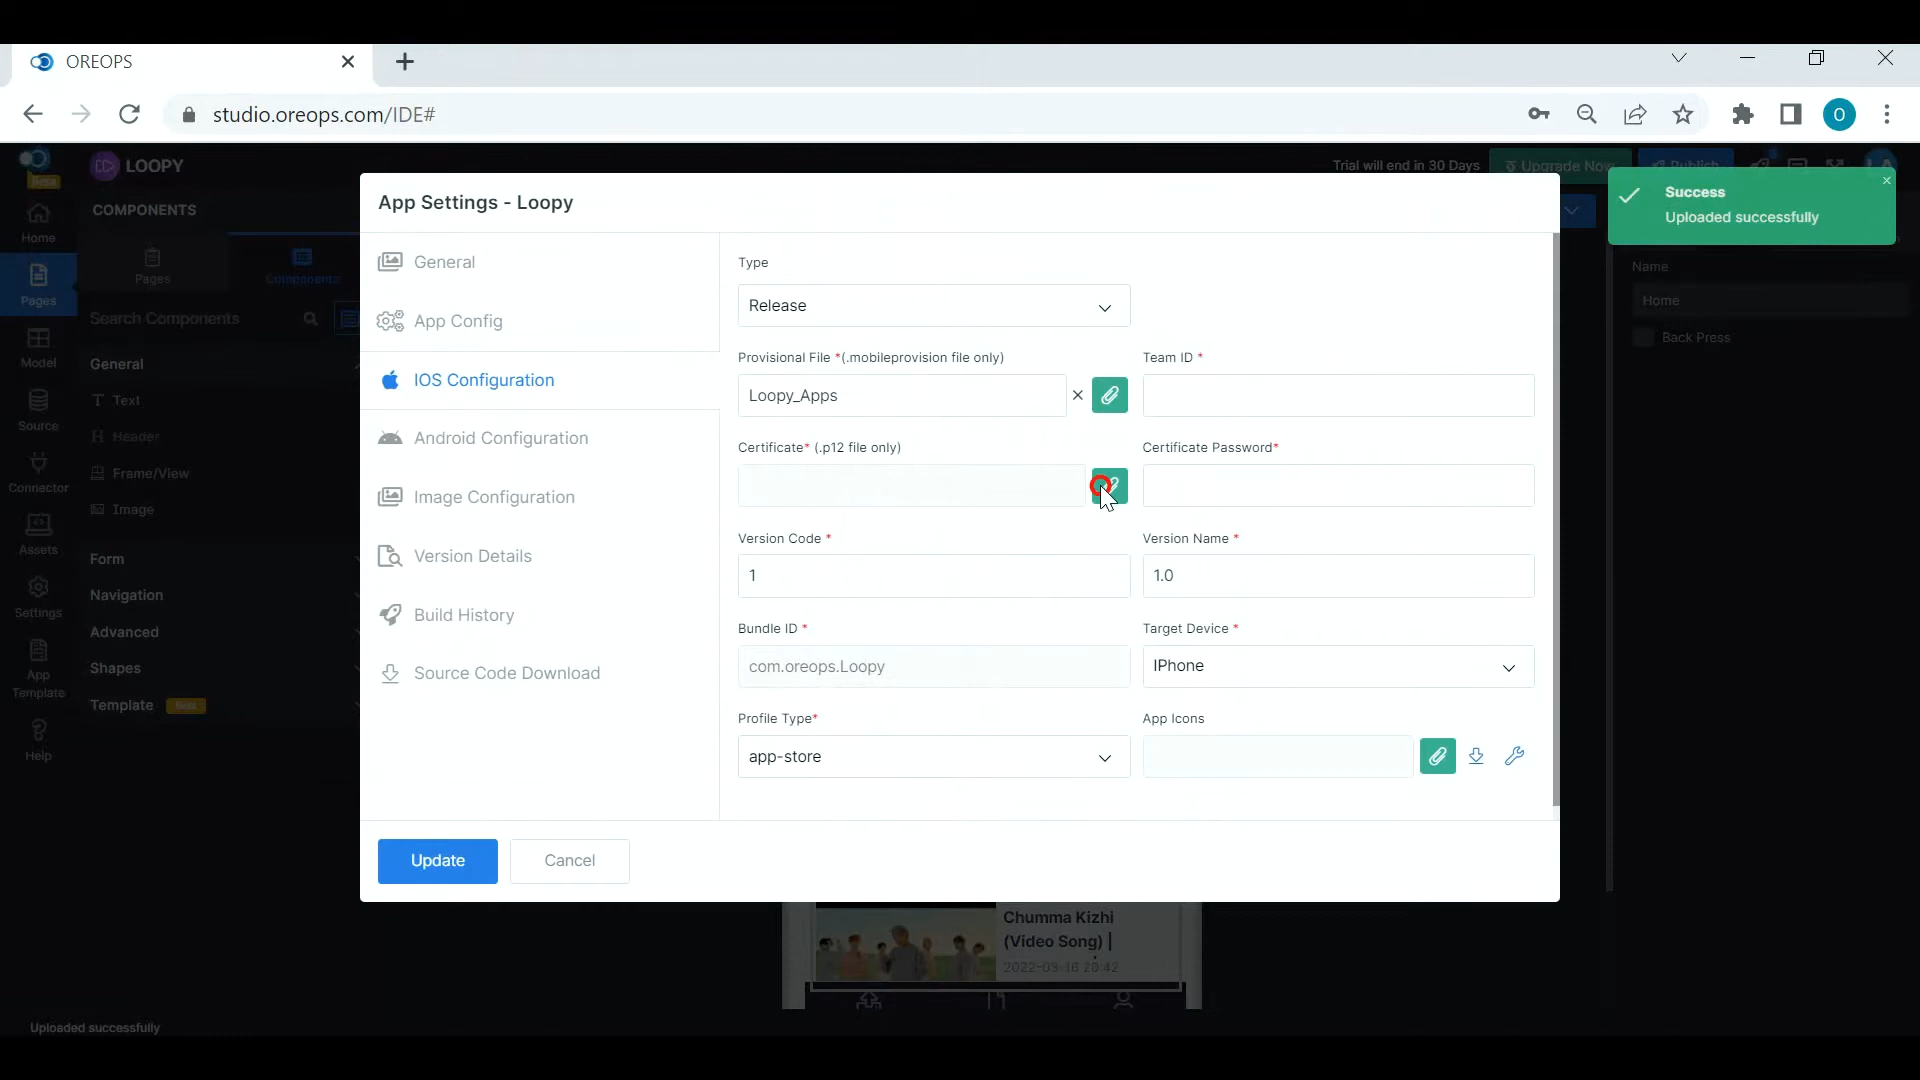 OREOPS
studio.oreops.com/IDE#
Beta
LOOPY
Trial will end in 30 Days
Upgrade Now
Publish
LA
Success
Uploaded successfully
COMPONENTS
Home
Pages
Components
Pages
Search Components
Model
Source
Connector
Assets
Settings
App
Template
Help
General
Text
Header
Frame/View
Image
Form
Navigation
Advanced
Shapes
Template
Beta
App Settings - Loopy
General
App Config
IOS Configuration
Android Configuration
Image Configuration
Version Details
Build History
Source Code Download
Type
Release
Provisional File *(.mobileprovision file only)
Team ID *
Loopy_Apps
Certificate* (.p12 file only)
Certificate Password*
Version Code *
Version Name *
1
1.0
Bundle ID *
Target Device *
com.oreops.Loopy
IPhone
Profile Type*
App Icons
app-store
Update
Cancel
Name
Home
Back Press
Chumma Kizhi
(Video Song) |
2022-03-16 20:42
Uploaded successfully
O